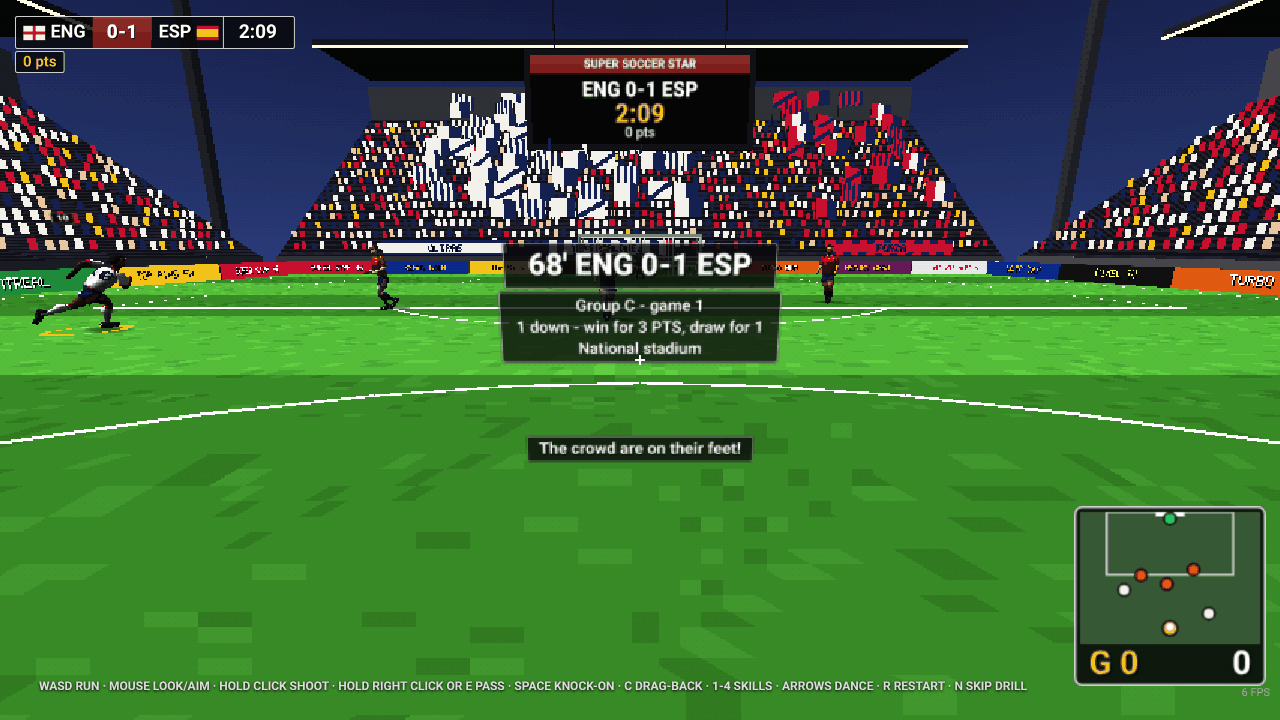 ENG 0-1 ESP 2:09
0 pts
SUPER SOCCER STAR
ENG 0-1 ESP
2:09
0 pts
ULTRAS
TURBO
68' ENG 0-1 ESP
Group C - game 1
1 down - win for 3 PTS, draw for 1
National stadium
The crowd are on their feet!
G 0 0
WASD RUN · MOUSE LOOK/AIM · HOLD CLICK SHOOT · HOLD RIGHT CLICK OR E PASS · SPACE KNOCK-ON · C DRAG-BACK · 1-4 SKILLS · ARROWS DANCE · R RESTART · N SKIP DRILL
6 FPS